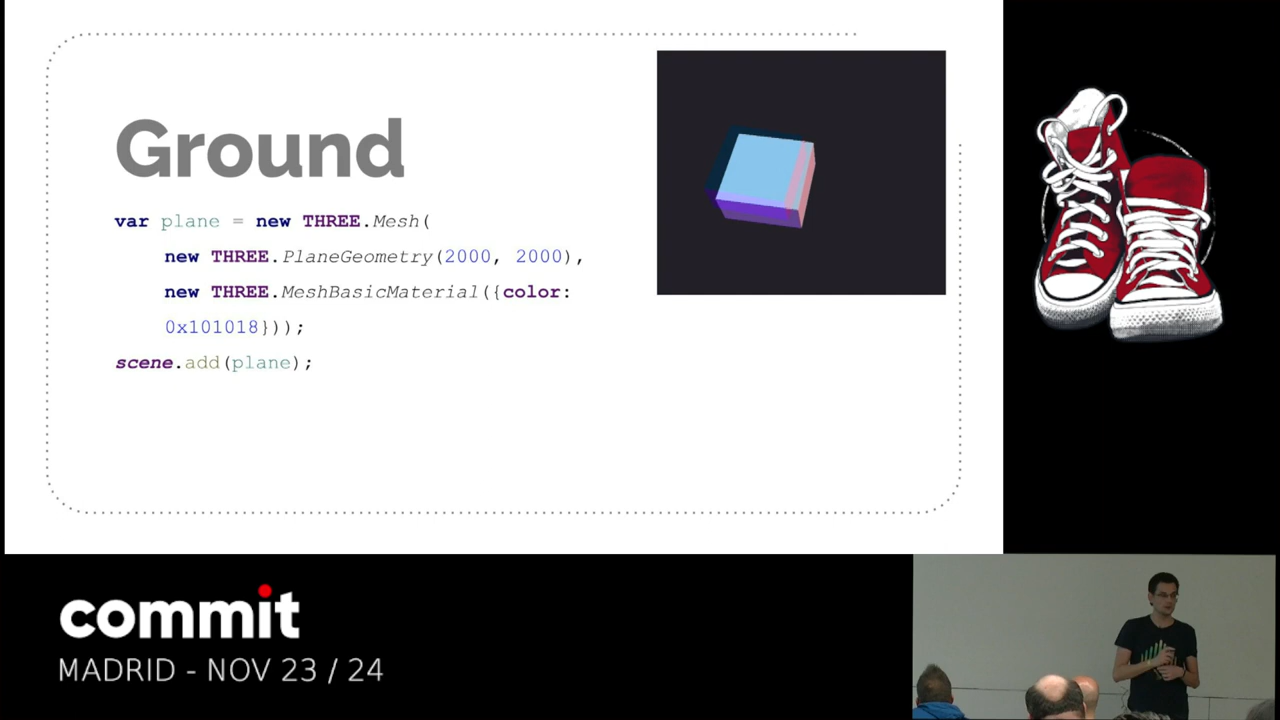 Ground
var plane = new THREE.Mesh(
new THREE.PlaneGeometry(2000, 2000),
new THREE.MeshBasicMaterial({color:
0x101018}));
scene.add(plane);
commit
MADRID - NOV 23 / 24